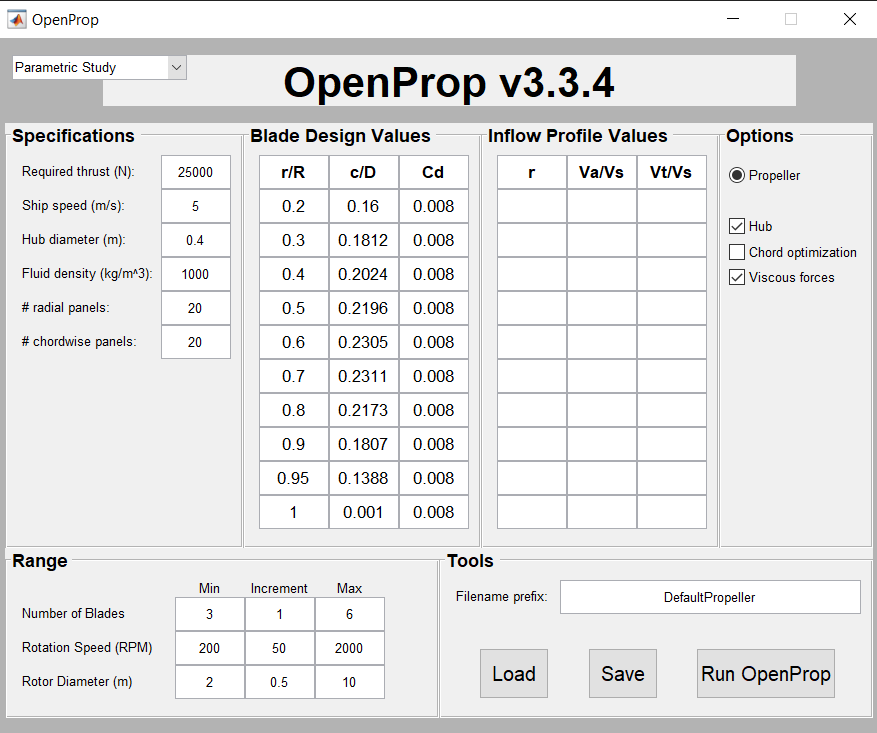 OpenProp
Parametric Study
OpenProp v3.3.4
Specifications
Required thrust (N): 25000
Ship speed (m/s): 5
Hub diameter (m): 0.4
Fluid density (kg/m^3): 1000
# radial panels: 20
# chordwise panels: 20
Blade Design Values
r/R c/D Cd
0.2 0.16 0.008
0.3 0.1812 0.008
0.4 0.2024 0.008
0.5 0.2196 0.008
0.6 0.2305 0.008
0.7 0.2311 0.008
0.8 0.2173 0.008
0.9 0.1807 0.008
0.95 0.1388 0.008
1 0.001 0.008
Inflow Profile Values
r Va/Vs Vt/Vs
Options
Propeller
Hub
Chord optimization
Viscous forces
Range
Min Increment Max
Number of Blades 3 1 6
Rotation Speed (RPM) 200 50 2000
Rotor Diameter (m) 2 0.5 10
Tools
Filename prefix: DefaultPropeller
Load Save Run OpenProp